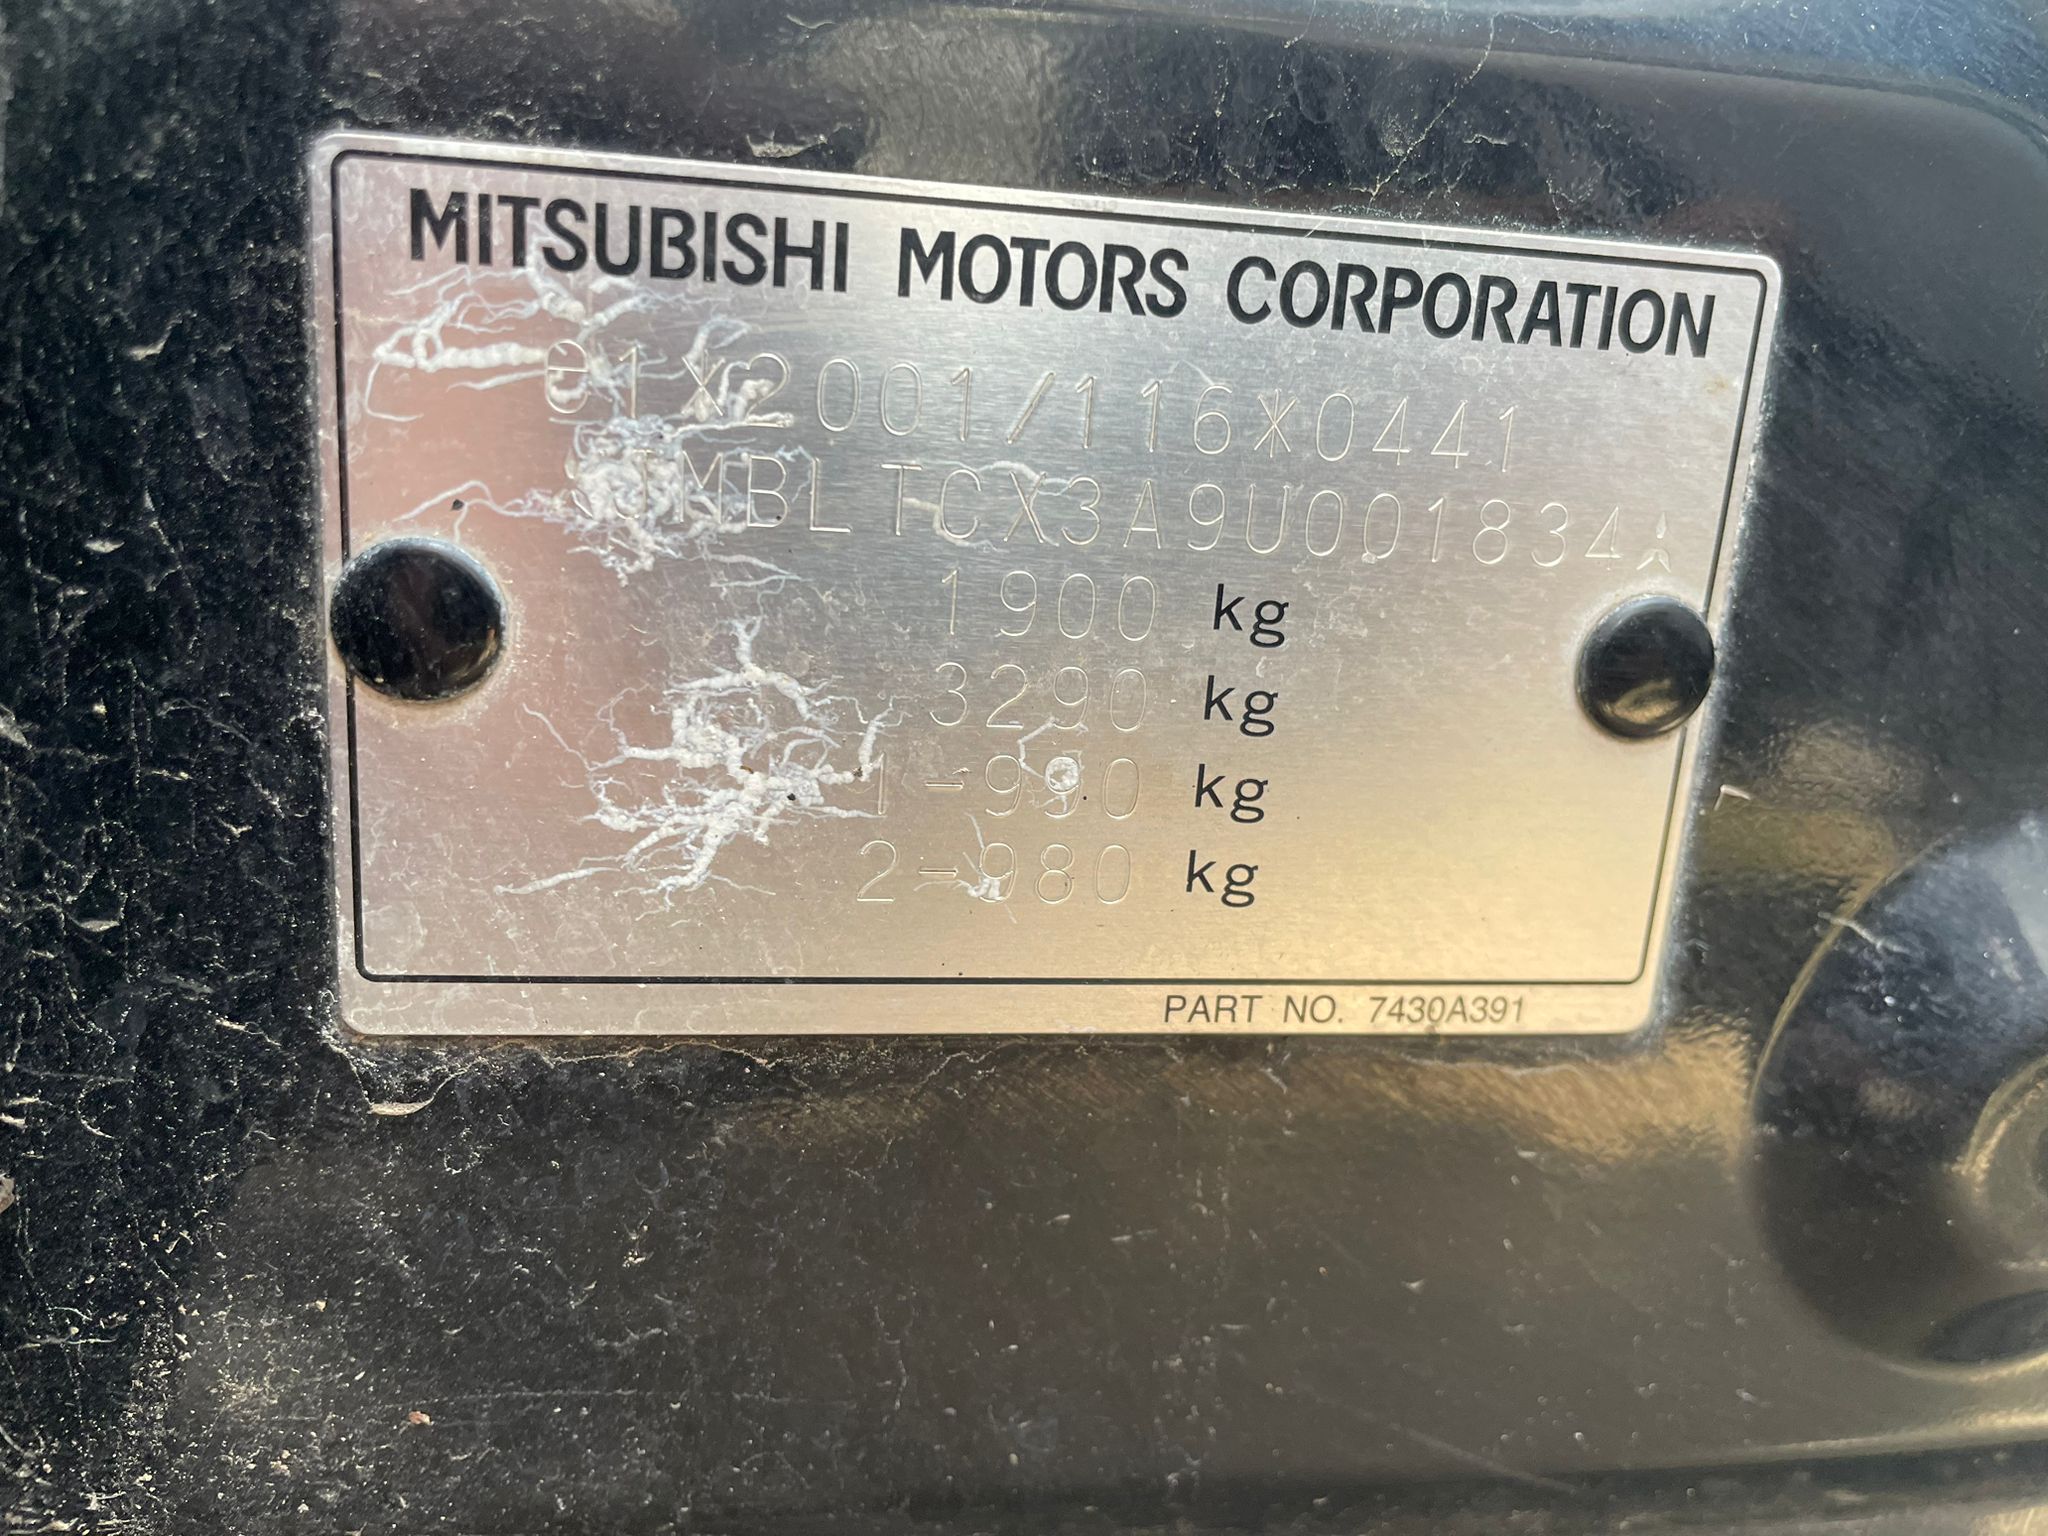 MITSUBISHI MOTORS CORPORATION
e1*2001/116*0441
JMBLTCX3A9U001834
1900 kg
3290 kg
1-990 kg
2-980 kg
PART NO. 7430A391